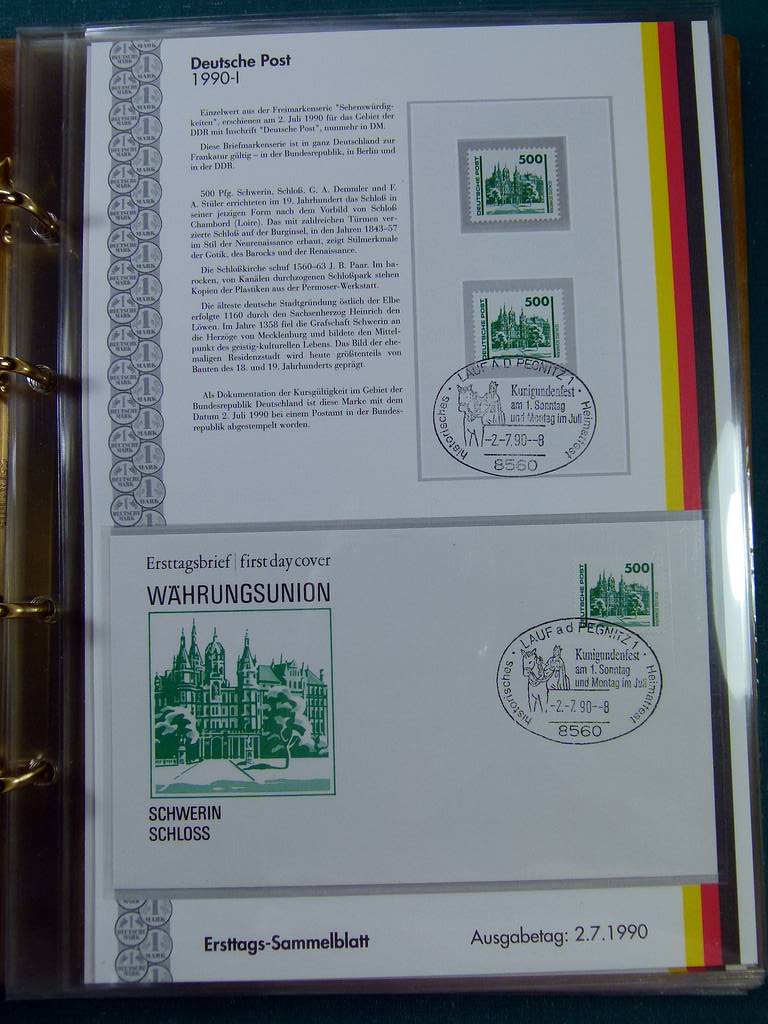 Deutsche Post
1990-I
Einzelwert aus der Freimarkenserie "Sehenswürdig-
keiten", erschienen am 2. Juli 1990 für das Gebiet der
DDR mit Inschrift "Deutsche Post", nunmehr in DM.
Diese Briefmarkenserie ist in ganz Deutschland zur
Frankatur gültig – in der Bundesrepublik, in Berlin und
in der DDR.
500 Pfg. Schwerin, Schloß. G. A. Demmler und F.
A. Stüler errichteten im 19. Jahrhundert das Schloß in
seiner jetzigen Form nach dem Vorbild von Schloß
Chambord (Loire). Das mit zahlreichen Türmen ver-
zierte Schloß auf der Burginsel, in den Jahren 1843–57
im Stil der Neurenaissance erbaut, zeigt Stilmerkmale
der Gotik, des Barocks und der Renaissance.
Die Schloßkirche schuf 1560–63 J. B. Paar. Im ba-
rocken, von Kanälen durchzogenen Schloßpark stehen
Kopien der Plastiken aus der Permoser-Werkstatt.
Die älteste deutsche Stadtgründung östlich der Elbe
erfolgte 1160 durch den Sachsenherzog Heinrich den
Löwen. Im Jahre 1358 fiel die Grafschaft Schwerin an
die Herzöge von Mecklenburg und bildete den Mittel-
punkt des geistig-kulturellen Lebens. Das Bild der ehe-
maligen Residenzstadt wird heute größtenteils von
Bauten des 18. und 19. Jahrhunderts geprägt.
Als Dokumentation der Kursgültigkeit im Gebiet der
Bundesrepublik Deutschland ist diese Marke mit dem
Datum 2. Juli 1990 bei einem Postamt in der Bundes-
republik abgestempelt worden.
DEUTSCHE POST
500
DEUTSCHE POST
500
LAUF A D PEGNITZ 1
historisches
Heimatfest
Kunigundenfest
am 1. Sonntag
und Montag im Juli
-2.-7.90--8
8560
Ersttagsbrief | first day cover
WÄHRUNGSUNION
SCHWERIN
SCHLOSS
DEUTSCHE POST
500
LAUF a d PEGNITZ 1
historisches
Heimatfest
Kunigundenfest
am 1. Sonntag
und Montag im Juli
-2.-7.90--8
8560
Ersttags-Sammelblatt
Ausgabetag: 2.7.1990